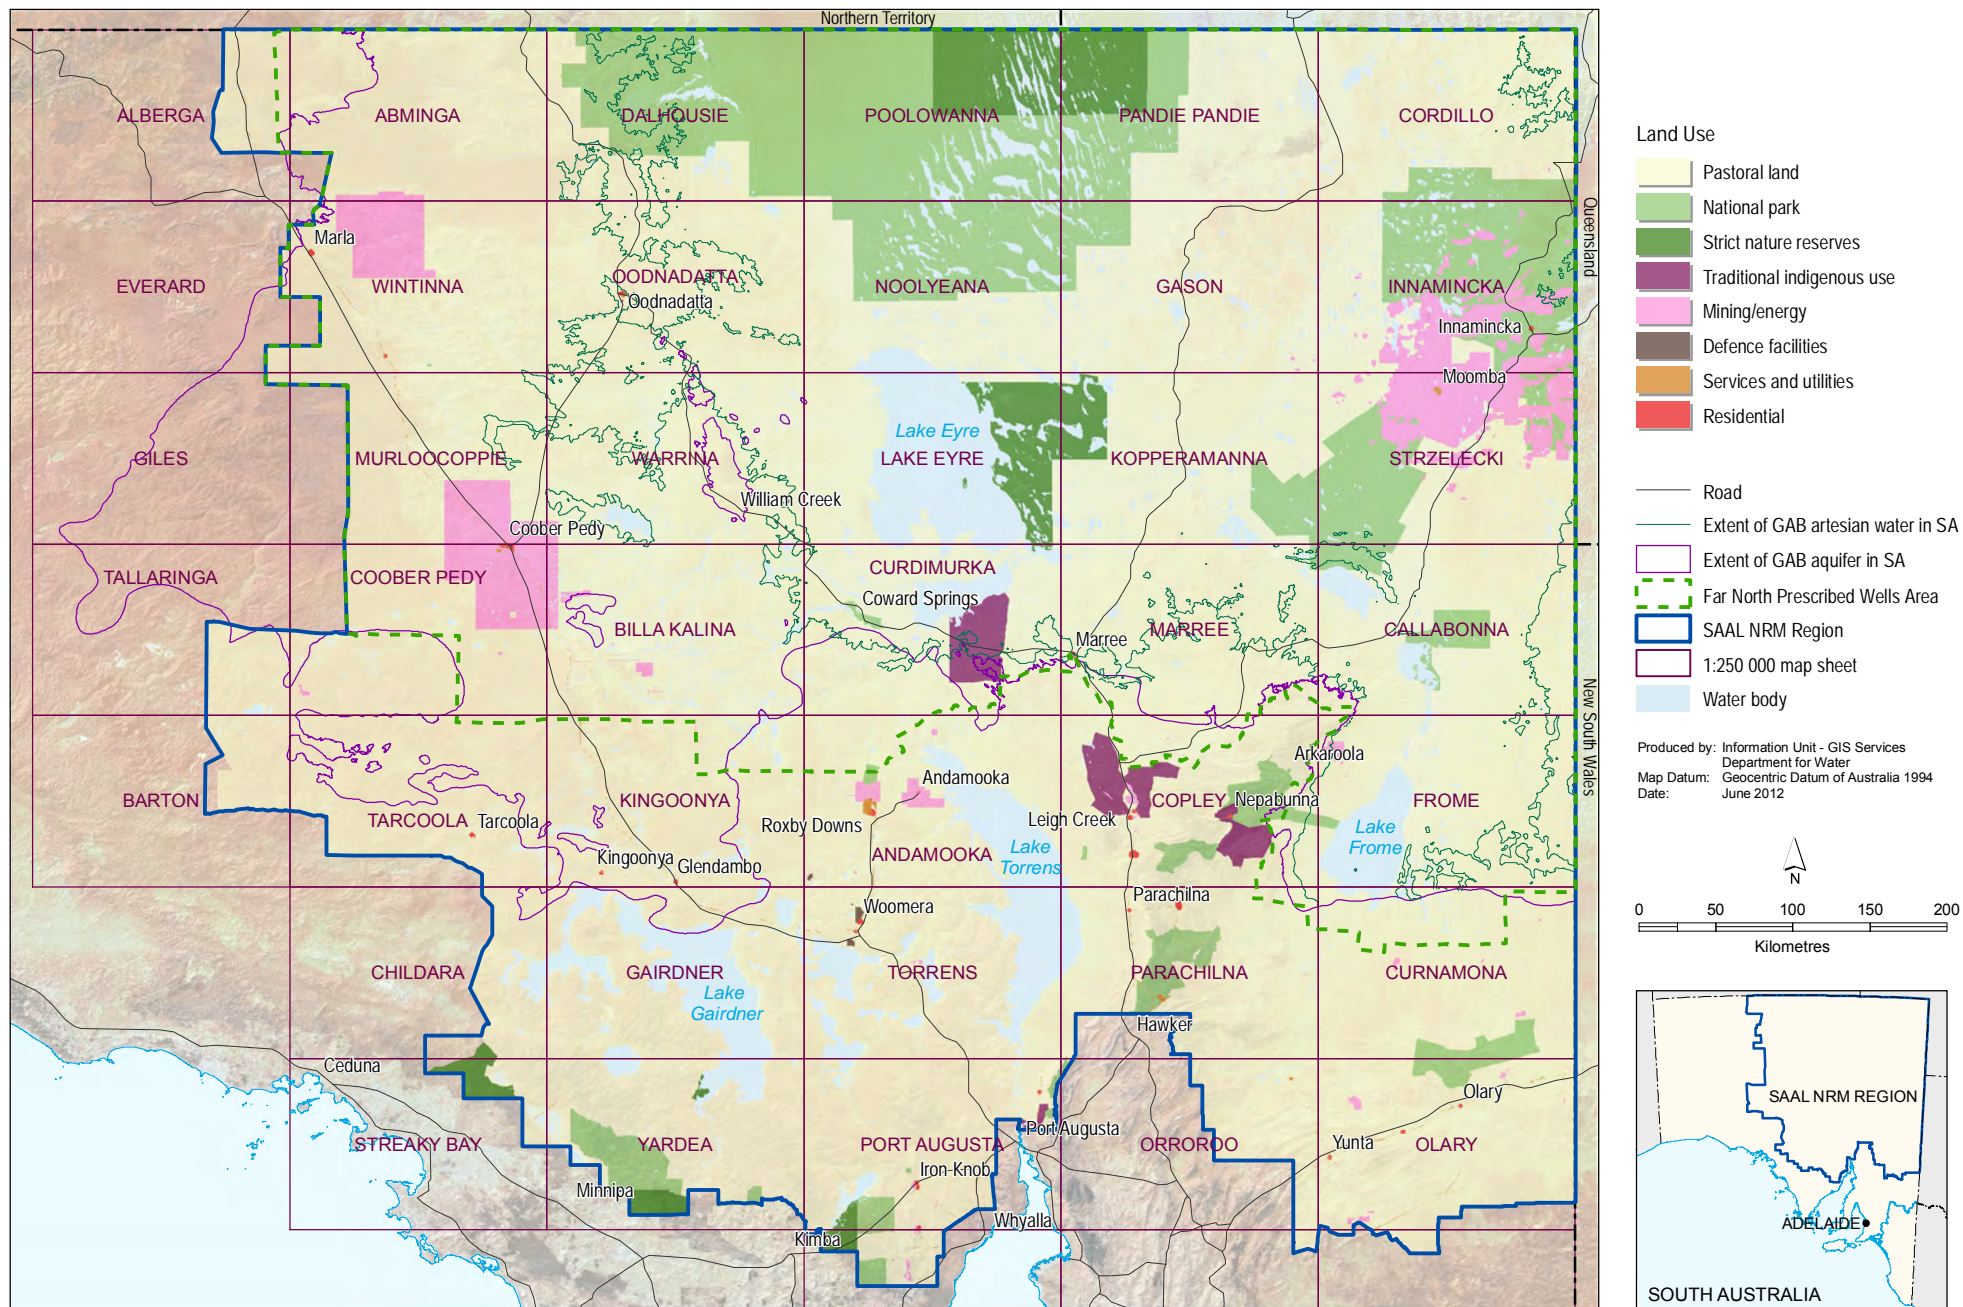 Northern Territory
ALBERGA
ABMINGA
DALHOUSIE
POOLOWANNA
PANDIE PANDIE
CORDILLO
Queensland
Marla
EVERARD
WINTINNA
OODNADATTA
Oodnadatta
NOOLYEANA
GASON
INNAMINCKA
Innamincka
Moomba
GILES
MURLOOCOPPIE
WARRINA
William Creek
Lake Eyre
LAKE EYRE
KOPPERAMANNA
STRZELECKI
Coober Pedy
TALLARINGA
COOBER PEDY
BILLA KALINA
CURDIMURKA
Coward Springs
Marree
MARREE
CALLABONNA
New South Wales
BARTON
TARCOOLA
Tarcoola
KINGOONYA
Kingoonya
Glendambo
Roxby Downs
Andamooka
ANDAMOOKA
Lake
Torrens
Leigh Creek
COPLEY
Nepabunna
Arkaroola
FROME
Lake
Frome
Woomera
Parachilna
CHILDARA
GAIRDNER
Lake
Gairdner
TORRENS
PARACHILNA
CURNAMONA
Hawker
Ceduna
STREAKY BAY
YARDEA
Minnipa
PORT AUGUSTA
Port Augusta
Iron-Knob
Whyalla
Kimba
ORROROO
Yunta
OLARY
Olary
Land Use
Pastoral land
National park
Strict nature reserves
Traditional indigenous use
Mining/energy
Defence facilities
Services and utilities
Residential
Road
Extent of GAB artesian water in SA
Extent of GAB aquifer in SA
Far North Prescribed Wells Area
SAAL NRM Region
1:250 000 map sheet
Water body
Produced by: Information Unit - GIS Services
Department for Water
Map Datum: Geocentric Datum of Australia 1994
Date: June 2012
N
0 50 100 150 200
Kilometres
SAAL NRM REGION
ADELAIDE
SOUTH AUSTRALIA